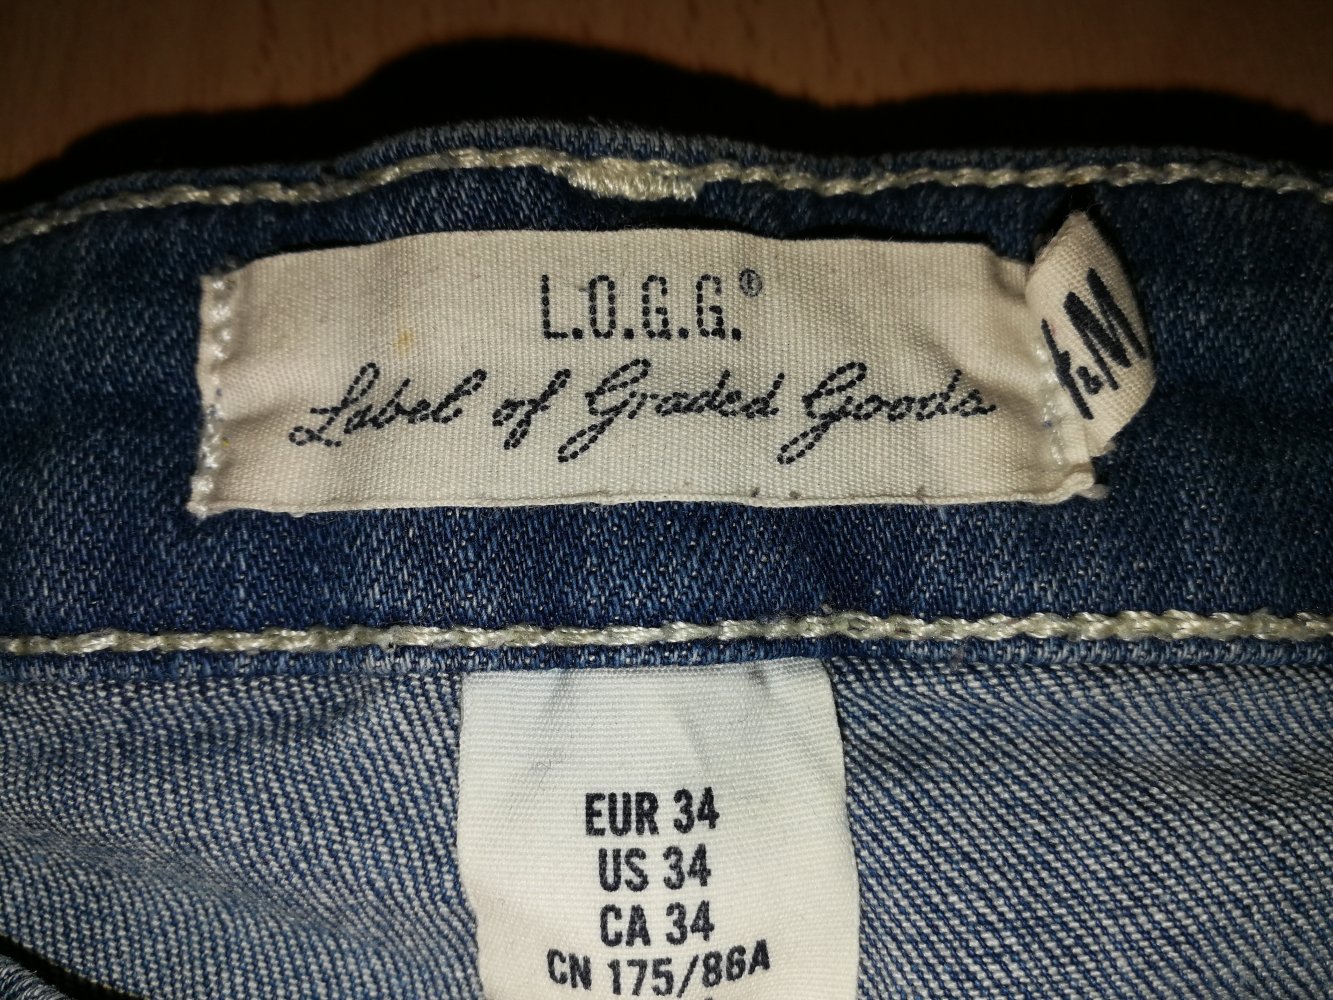 L.O.G.G.®
Label of Graded Goods
H&M
EUR 34
US 34
CA 34
CN 175/86A